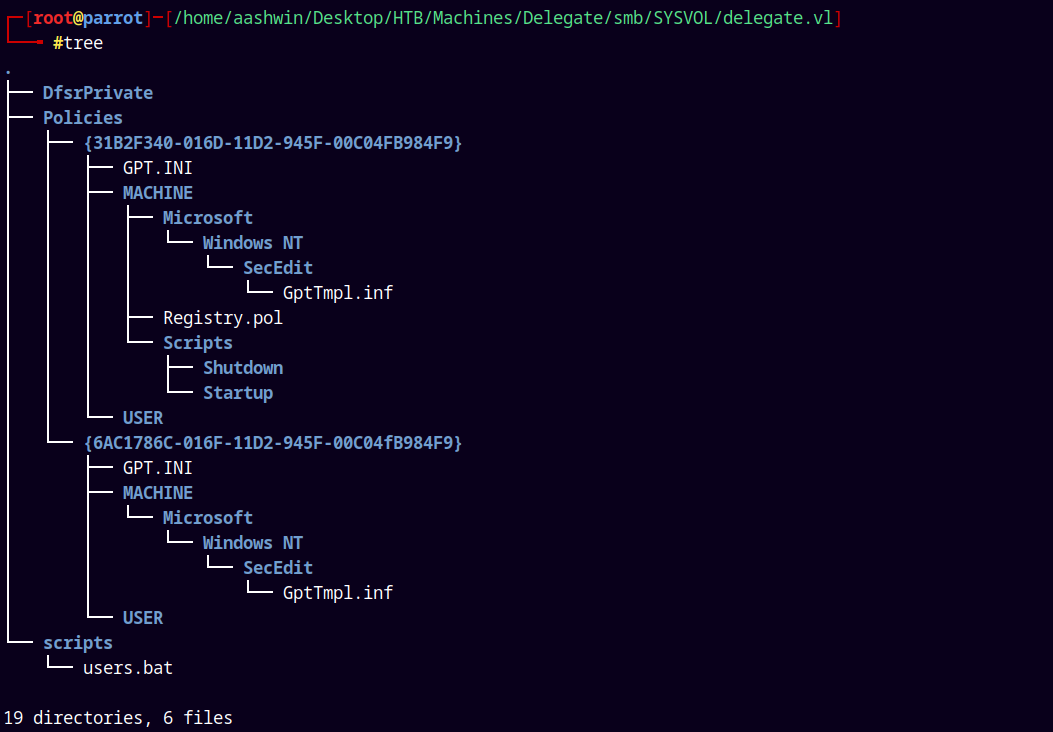 ┌─[root@parrot]─[/home/aashwin/Desktop/HTB/Machines/Delegate/smb/SYSVOL/delegate.vl]
└──╼ #tree
.
├── DfsrPrivate
├── Policies
│   ├── {31B2F340-016D-11D2-945F-00C04FB984F9}
│   │   ├── GPT.INI
│   │   ├── MACHINE
│   │   │   ├── Microsoft
│   │   │   │   └── Windows NT
│   │   │   │       └── SecEdit
│   │   │   │           └── GptTmpl.inf
│   │   │   ├── Registry.pol
│   │   │   └── Scripts
│   │   │       ├── Shutdown
│   │   │       └── Startup
│   │   └── USER
│   └── {6AC1786C-016F-11D2-945F-00C04fB984F9}
│       ├── GPT.INI
│       ├── MACHINE
│       │   └── Microsoft
│       │       └── Windows NT
│       │           └── SecEdit
│       │               └── GptTmpl.inf
│       └── USER
└── scripts
    └── users.bat
19 directories, 6 files